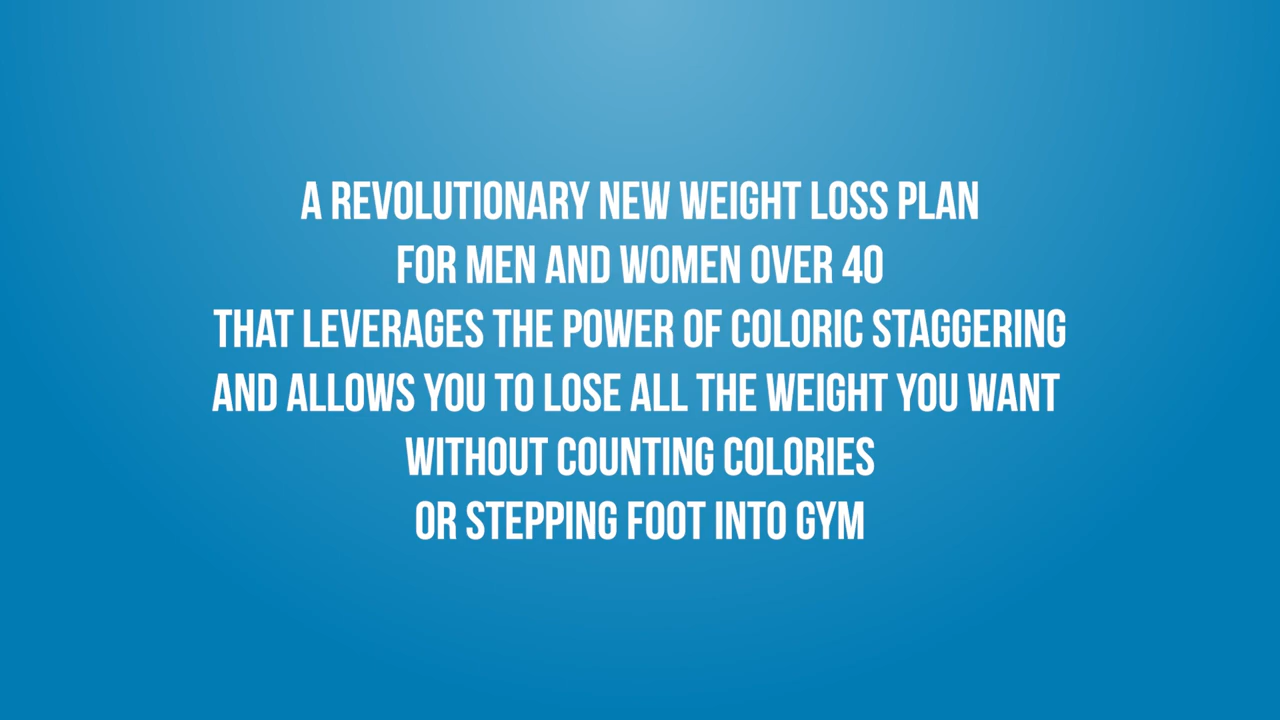 A REVOLUTIONARY NEW WEIGHT LOSS PLAN
FOR MEN AND WOMEN OVER 40
THAT LEVERAGES THE POWER OF COLORIC STAGGERING
AND ALLOWS YOU TO LOSE ALL THE WEIGHT YOU WANT
WITHOUT COUNTING COLORIES
OR STEPPING FOOT INTO GYM